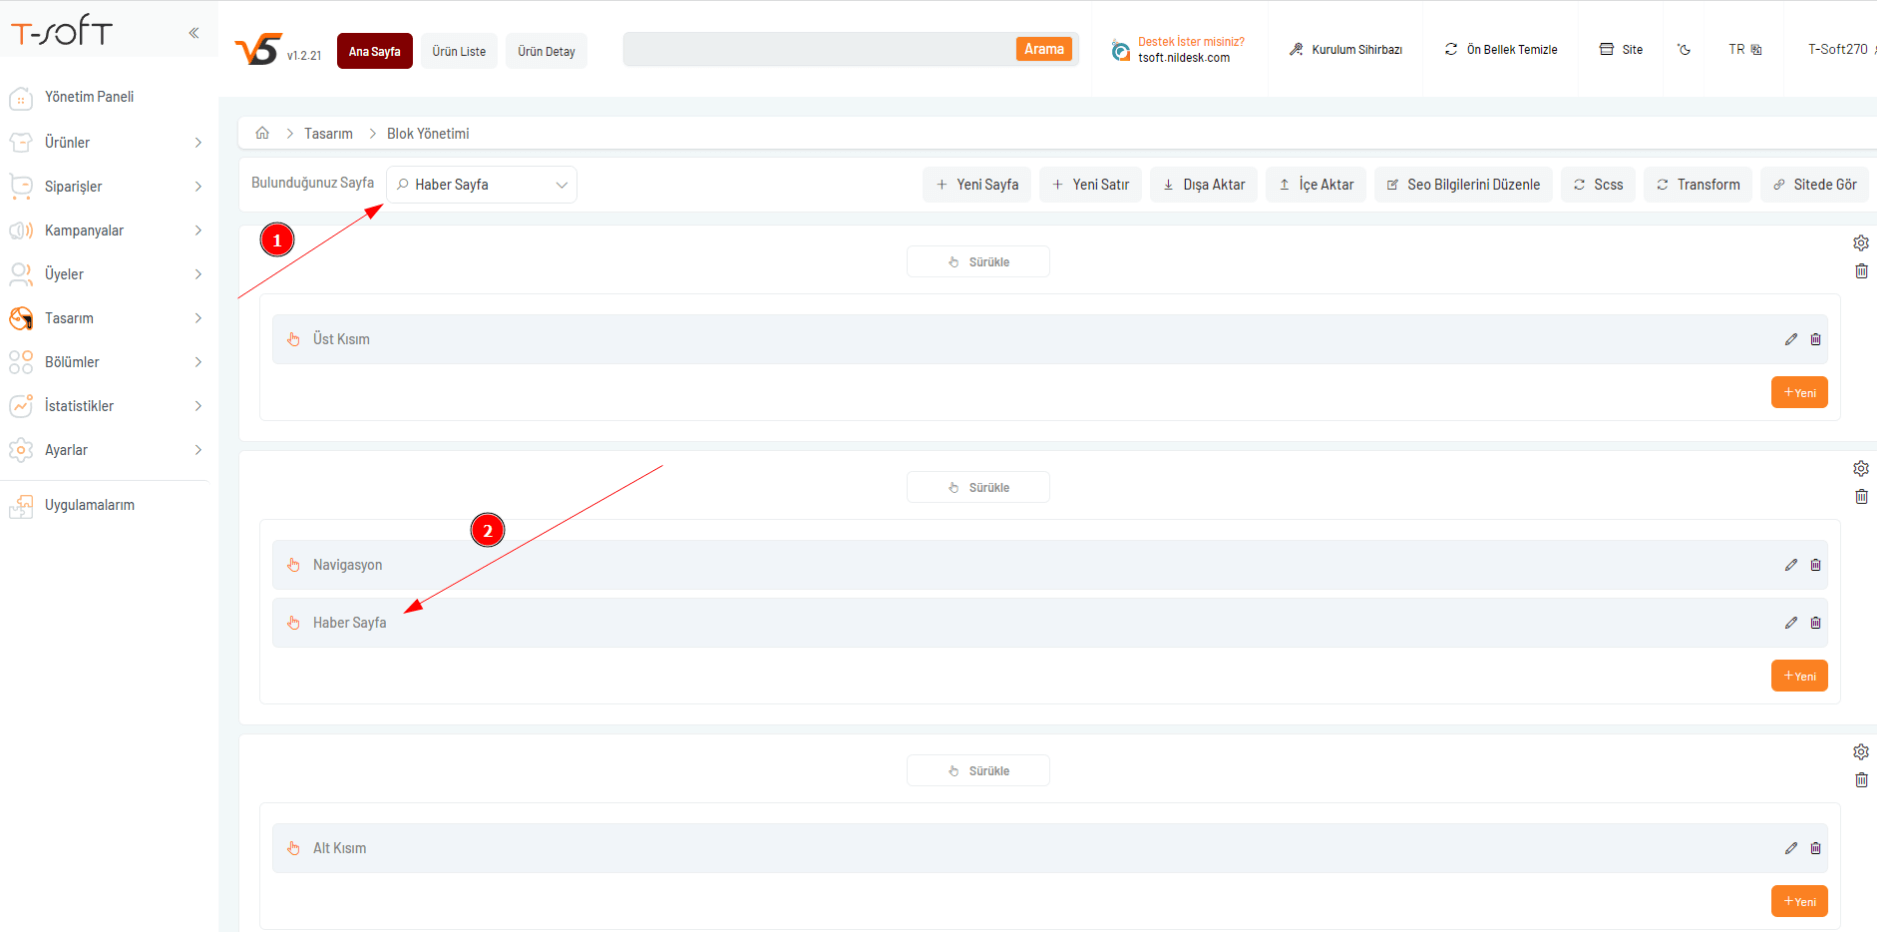 T-SOFT
«
V5 v1.2.21
Ana Sayfa
Ürün Liste
Ürün Detay
Arama
Destek İster misiniz?
tsoft.nildesk.com
Kurulum Sihirbazı
Ön Bellek Temizle
Site
TR
T-Soft270
Yönetim Paneli
Ürünler
Siparişler
Kampanyalar
Üyeler
Tasarım
Bölümler
İstatistikler
Ayarlar
Uygulamalarım
Tasarım
Blok Yönetimi
Bulunduğunuz Sayfa
Haber Sayfa
+ Yeni Sayfa
+ Yeni Satır
Dışa Aktar
İçe Aktar
Seo Bilgilerini Düzenle
Scss
Transform
Sitede Gör
1
Sürükle
Üst Kısım
+Yeni
Sürükle
2
Navigasyon
Haber Sayfa
+Yeni
Sürükle
Alt Kısım
+Yeni